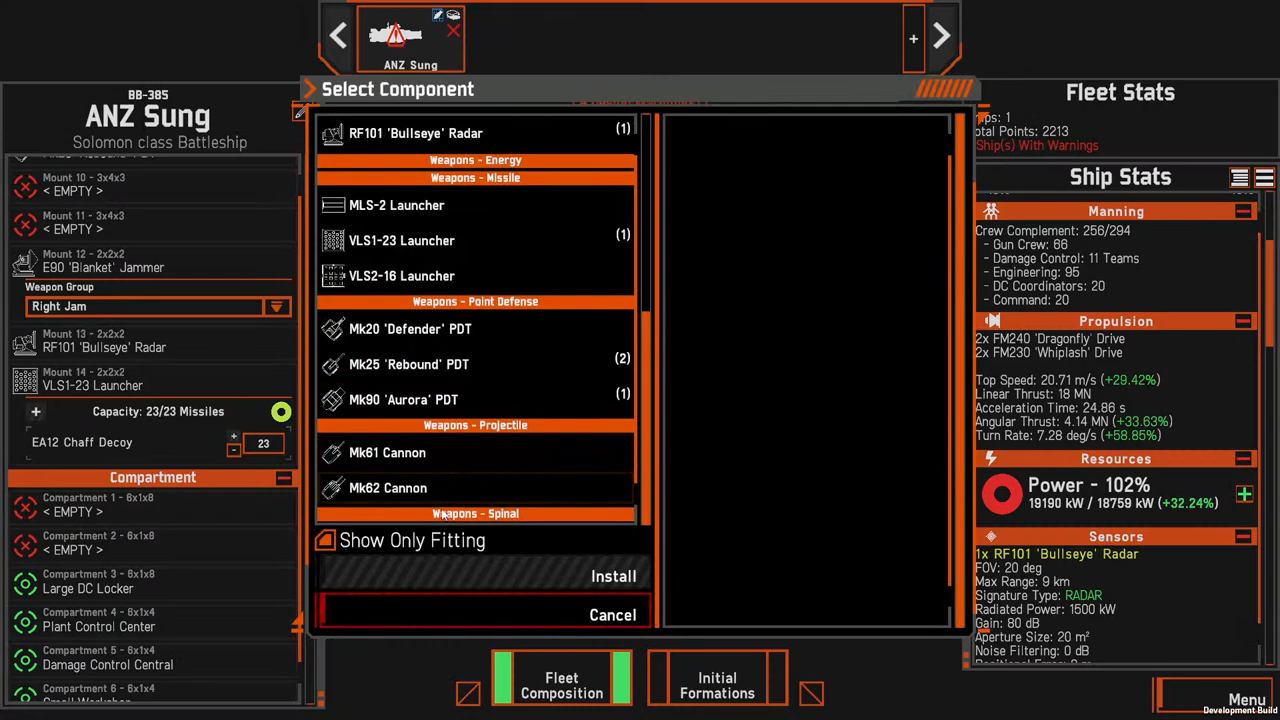 ANZ Sung
+
Select Component
BB-385
ANZ Sung
Solomon class Battleship
Mount 10 - 3x4x3
< EMPTY >
Mount 11 - 3x4x3
< EMPTY >
Mount 12 - 2x2x2
E90 'Blanket' Jammer
Weapon Group
Right Jam
Mount 13 - 2x2x2
RF101 'Bullseye' Radar
Mount 14 - 2x2x2
VLS1-23 Launcher
+ Capacity: 23/23 Missiles
EA12 Chaff Decoy + - 23
Compartment
Compartment 1 - 6x1x8
< EMPTY >
Compartment 2 - 6x1x8
< EMPTY >
Compartment 3 - 6x1x8
Large DC Locker
Compartment 4 - 6x1x4
Plant Control Center
Compartment 5 - 6x1x4
Damage Control Central
Compartment 6 - 6x1x4
RF101 'Bullseye' Radar (1)
Weapons - Energy
Weapons - Missile
MLS-2 Launcher
VLS1-23 Launcher (1)
VLS2-16 Launcher
Weapons - Point Defense
Mk20 'Defender' PDT
Mk25 'Rebound' PDT (2)
Mk90 'Aurora' PDT (1)
Weapons - Projectile
Mk61 Cannon
Mk62 Cannon
Weapons - Spinal
Show Only Fitting
Install
Cancel
Fleet Composition
Initial Formations
Fleet Stats
ips: 1
otal Points: 2213
Ship(s) With Warnings
Ship Stats
Manning
Crew Complement: 256/294
- Gun Crew: 66
- Damage Control: 11 Teams
- Engineering: 95
- DC Coordinators: 20
- Command: 20
Propulsion
2x FM240 'Dragonfly' Drive
2x FM230 'Whiplash' Drive
Top Speed: 20.71 m/s (+29.42%)
Linear Thrust: 18 MN
Acceleration Time: 24.86 s
Angular Thrust: 4.14 MN (+33.63%)
Turn Rate: 7.28 deg/s (+58.85%)
Resources
Power - 102%
19190 kW / 18759 kW (+32.24%)
Sensors
1x RF101 'Bullseye' Radar
FOV: 20 deg
Max Range: 9 km
Signature Type: RADAR
Radiated Power: 1500 kW
Gain: 80 dB
Aperture Size: 20 m²
Noise Filtering: 0 dB
Menu
Development Build